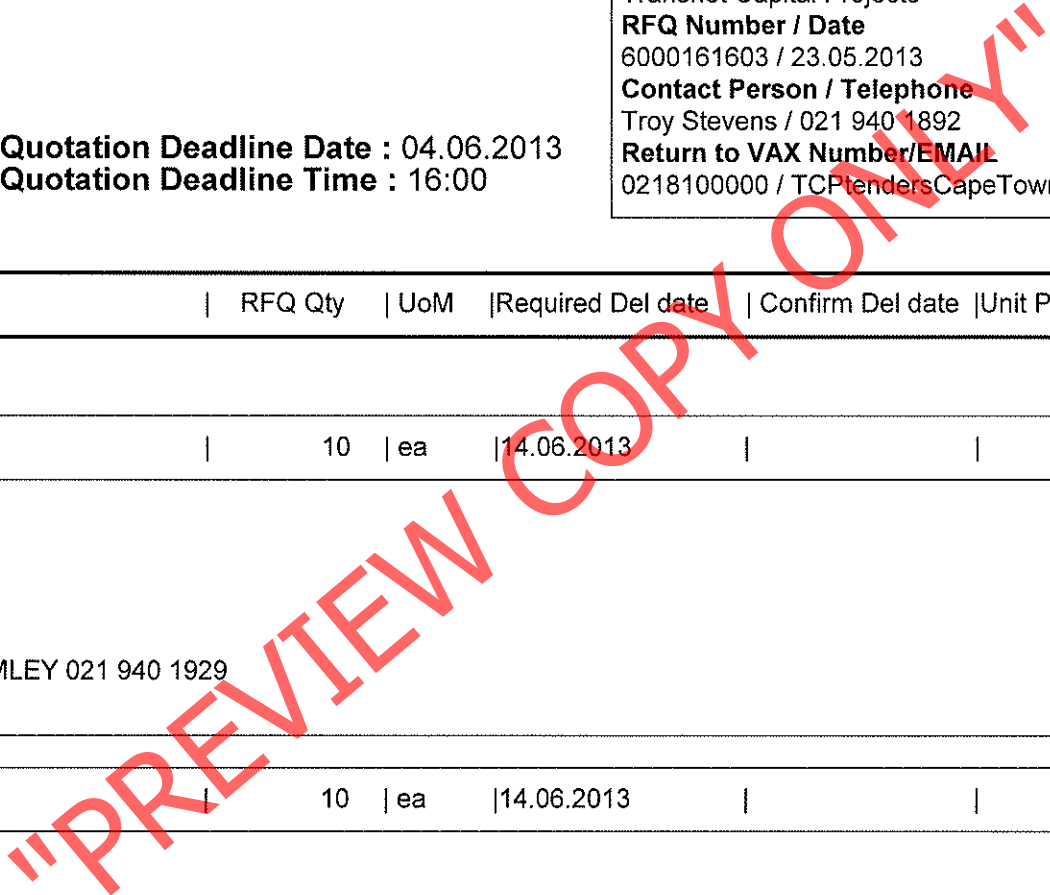 Transnet Capital Projects
RFQ Number / Date
6000161603 / 23.05.2013
Contact Person / Telephone
Troy Stevens / 021 940 1892
Quotation Deadline Date : 04.06.2013
Return to VAX Number/EMAIL
Quotation Deadline Time : 16:00
0218100000 / TCPtendersCapeTown
| RFQ Qty | UoM |Required Del date | Confirm Del date |Unit P
| 10 | ea |14.06.2013 | |
MLEY 021 940 1929
| 10 | ea |14.06.2013 | |
"PREVIEW COPY ONLY"